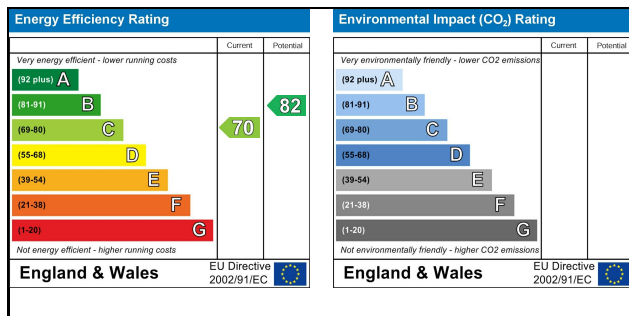 Energy Efficiency Rating
Current Potential
Very energy efficient - lower running costs
(92 plus) A
(81-91) B
82
(69-80) C
70
(55-68) D
(39-54) E
(21-38) F
(1-20) G
Not energy efficient - higher running costs
England & Wales
EU Directive
2002/91/EC
Environmental Impact (CO₂) Rating
Current Potential
Very environmentally friendly - lower CO2 emissions
(92 plus) A
(81-91) B
(69-80) C
(55-68) D
(39-54) E
(21-38) F
(1-20) G
Not environmentally friendly - higher CO2 emissions
England & Wales
EU Directive
2002/91/EC